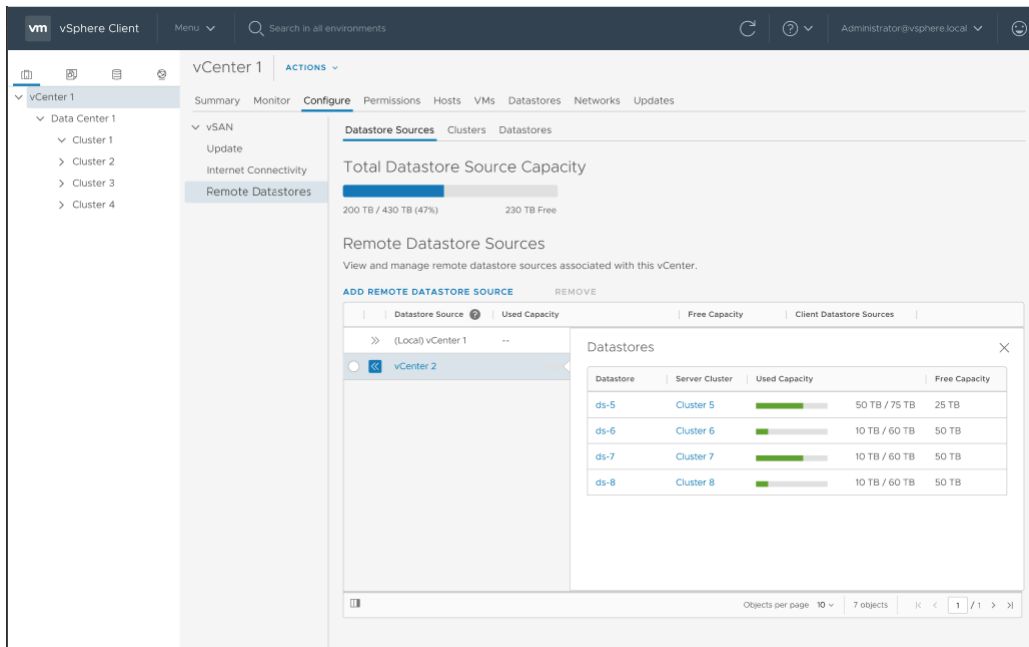 vm vSphere Client Menu Search in all environments Administrator@vsphere.local
vCenter 1 ACTIONS
Summary Monitor Configure Permissions Hosts VMs Datastores Networks Updates
vCenter 1
Data Center 1
Cluster 1
Cluster 2
Cluster 3
Cluster 4
vSAN
Update
Internet Connectivity
Remote Datastores
Datastore Sources Clusters Datastores
Total Datastore Source Capacity
200 TB / 430 TB (47%) 230 TB Free
Remote Datastore Sources
View and manage remote datastore sources associated with this vCenter.
ADD REMOTE DATASTORE SOURCE REMOVE
Datastore Source ? Used Capacity Free Capacity Client Datastore Sources
(Local) vCenter 1 --
vCenter 2
Datastores
Datastore Server Cluster Used Capacity Free Capacity
ds-5 Cluster 5 50 TB / 75 TB 25 TB
ds-6 Cluster 6 10 TB / 60 TB 50 TB
ds-7 Cluster 7 10 TB / 60 TB 50 TB
ds-8 Cluster 8 10 TB / 60 TB 50 TB
Objects per page 10 7 objects 1 / 1